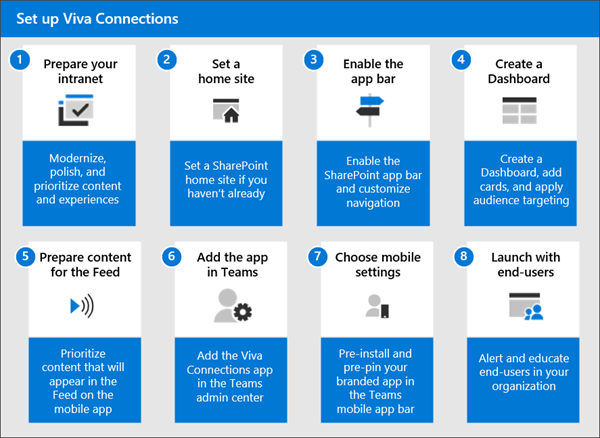 Set up Viva Connections
1
Prepare your
intranet
Modernize,
polish, and
prioritize content
and experiences
2
Set a
home site
Set a SharePoint
home site if you
haven't already
3
Enable the
app bar
Enable the
SharePoint app bar
and customize
navigation
4
Create a
Dashboard
Create a
Dashboard, add
cards, and apply
audience targeting
5
Prepare content
for the Feed
Prioritize
content that will
appear in the
Feed on the
mobile app
6
Add the app
in Teams
Add the Viva
Connections app
in the Teams
admin center
7
Choose mobile
settings
Pre-install and
pre-pin your
branded app in
the Teams
mobile app bar
8
Launch with
end-users
Alert and educate
end-users in your
organization